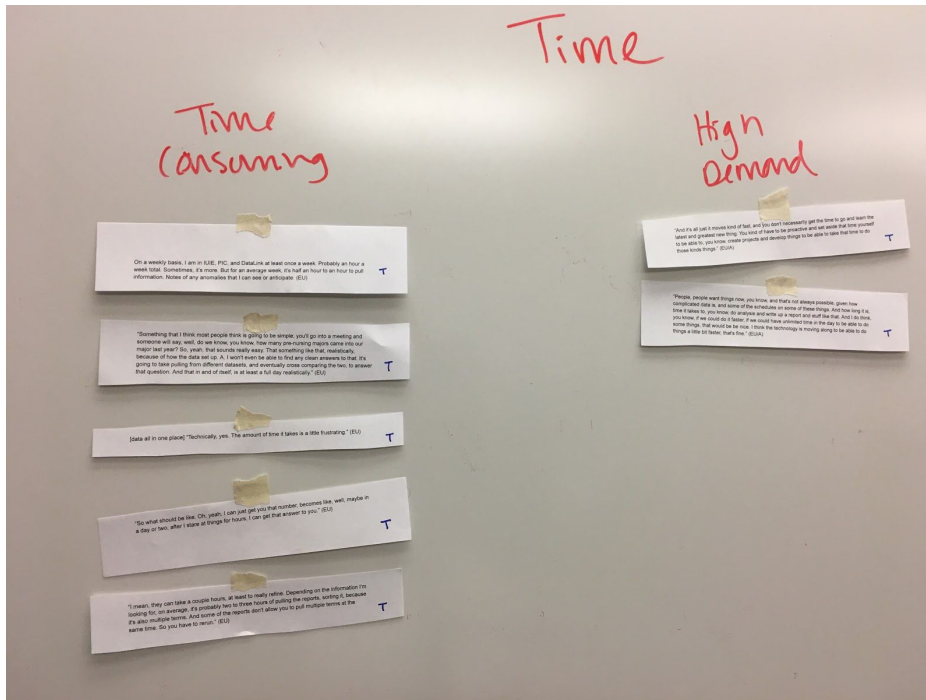 Time
Time
Consuming
On a weekly basis, I am in IUIE, PIC, and DataLink at least once a week. Probably an hour a
week total. Sometimes, it's more. But for an average week, it's half an hour to an hour to pull
information. Notes of any anomalies that I can see or anticipate. (EU)
T
"Something that I think most people think is going to be simple, you'll go into a meeting and
someone will say, well, do we know, you know, how many pre-nursing majors came into our
major last year? So, yeah, that sounds really easy. That something like that, realistically,
because of how the data set up. A. I won't even be able to find any clean answers to that. It's
going to take pulling from different datasets, and eventually cross comparing the two, to answer
that question. And that in and of itself, is at least a full day realistically." (EU)
T
[data all in one place] "Technically, yes. The amount of time it takes is a little frustrating." (EU)
T
"So what should be like. Oh, yeah, I can just get you that number, becomes like, well, maybe in
a day or two, after I stare at things for hours, I can get that answer to you." (EU)
T
"I mean, they can take a couple hours, at least to really refine. Depending on the information I'm
looking for, on average, it's probably two to three hours of pulling the reports, sorting it, because
it's also multiple terms. And some of the reports don't allow you to pull multiple terms at the
same time. So you have to rerun." (EU)
T
High
Demand
"And it's all just it moves kind of fast, and you don't necessarily get the time to go and learn the
latest and greatest new thing. You kind of have to be proactive and set aside that time yourself
to be able to, you know, create projects and develop things to be able to take that time to do
those kinds things." (EU/A)
T
"People, people want things now, you know, and that's not always possible, given how
complicated data is, and some of the schedules on some of these things. And how long it is,
time it takes to, you know, do analysis and write up a report and stuff like that. And I do think,
you know, if we could do it faster, if we could have unlimited time in the day to be able to do
some things, that would be nice. I think the technology is moving along to be able to do
things a little bit faster, that's fine." (EU/A)
T